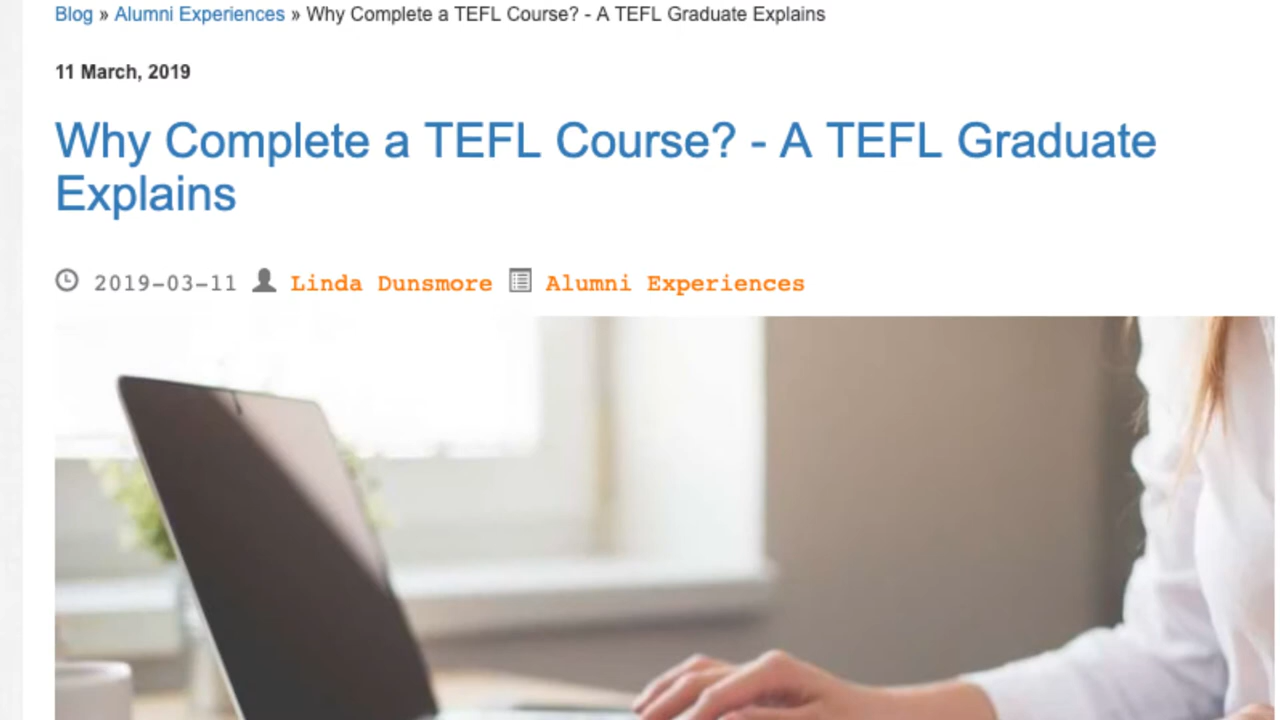 Blog » Alumni Experiences » Why Complete a TEFL Course? - A TEFL Graduate Explains
11 March, 2019
Why Complete a TEFL Course? - A TEFL Graduate
Explains
2019-03-11 Linda Dunsmore Alumni Experiences